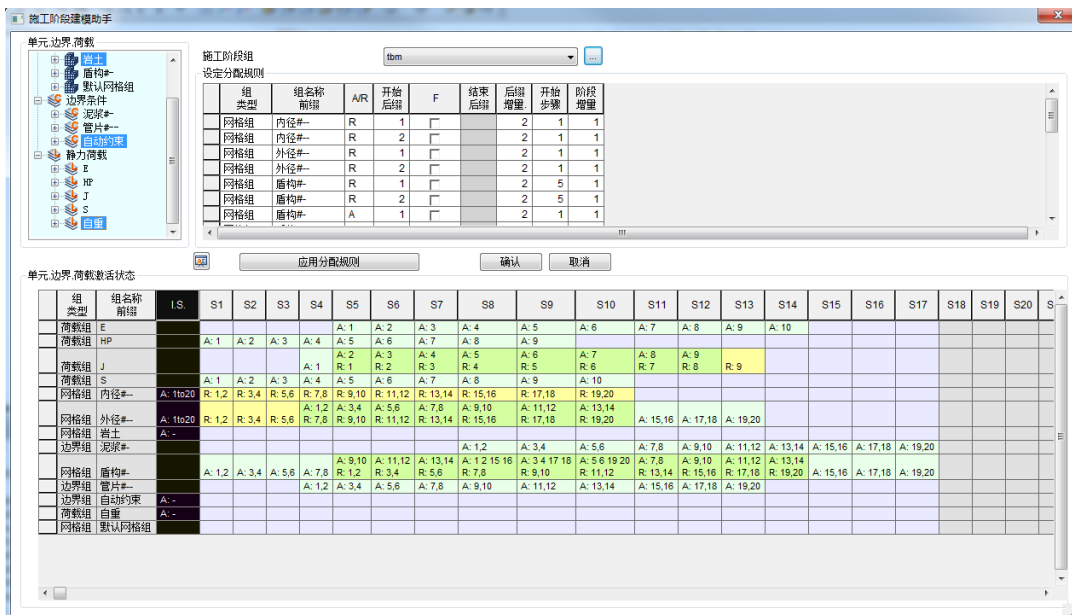 施工阶段建模助手
单元,边界,荷载
岩土
盾构#-
默认网格组
边界条件
泥浆#-
管片#--
自动约束
静力荷载
E
HP
J
S
自重
施工阶段组 tbm ...
设定分配规则
组类型 组名称前缀 A/R 开始后缀 F 结束后缀 后缀增量. 开始步骤 阶段增量
网格组 内径#-- R 1 2 1 1
网格组 内径#-- R 2 2 1 1
网格组 外径#-- R 1 2 1 1
网格组 外径#-- R 2 2 1 1
网格组 盾构#- R 1 2 5 1
网格组 盾构#- R 2 2 5 1
网格组 盾构#- A 1 2 1 1
应用分配规则 确认 取消
单元,边界,荷载激活状态
组类型 组名称前缀 I.S. S1 S2 S3 S4 S5 S6 S7 S8 S9 S10 S11 S12 S13 S14 S15 S16 S17 S18 S19 S20 S
荷载组 E A: 1 A: 2 A: 3 A: 4 A: 5 A: 6 A: 7 A: 8 A: 9 A: 10
荷载组 HP A: 1 A: 2 A: 3 A: 4 A: 5 A: 6 A: 7 A: 8 A: 9
A: 2 A: 3 A: 4 A: 5 A: 6 A: 7 A: 8 A: 9
荷载组 J A: 1 R: 1 R: 2 R: 3 R: 4 R: 5 R: 6 R: 7 R: 8 R: 9
荷载组 S A: 1 A: 2 A: 3 A: 4 A: 5 A: 6 A: 7 A: 8 A: 9 A: 10
网格组 内径#-- A: 1to20 R: 1,2 R: 3,4 R: 5,6 R: 7,8 R: 9,10 R: 11,12 R: 13,14 R: 15,16 R: 17,18 R: 19,20
A: 1,2 A: 3,4 A: 5,6 A: 7,8 A: 9,10 A: 11,12 A: 13,14
网格组 外径#-- A: 1to20 R: 1,2 R: 3,4 R: 5,6 R: 7,8 R: 9,10 R: 11,12 R: 13,14 R: 15,16 R: 17,18 R: 19,20 A: 15,16 A: 17,18 A: 19,20
网格组 岩土 A: -
边界组 泥浆#- A: 1,2 A: 3,4 A: 5,6 A: 7,8 A: 9,10 A: 11,12 A: 13,14 A: 15,16 A: 17,18 A: 19,20
A: 9,10 A: 11,12 A: 13,14 A: 1 2 15 16 A: 3 4 17 18 A: 5 6 19 20 A: 7,8 A: 9,10 A: 11,12 A: 13,14
网格组 盾构#- A: 1,2 A: 3,4 A: 5,6 A: 7,8 R: 1,2 R: 3,4 R: 5,6 R: 7,8 R: 9,10 R: 11,12 R: 13,14 R: 15,16 R: 17,18 R: 19,20 A: 15,16 A: 17,18 A: 19,20
边界组 管片#-- A: 1,2 A: 3,4 A: 5,6 A: 7,8 A: 9,10 A: 11,12 A: 13,14 A: 15,16 A: 17,18 A: 19,20
边界组 自动约束 A: -
荷载组 自重 A: -
网格组 默认网格组